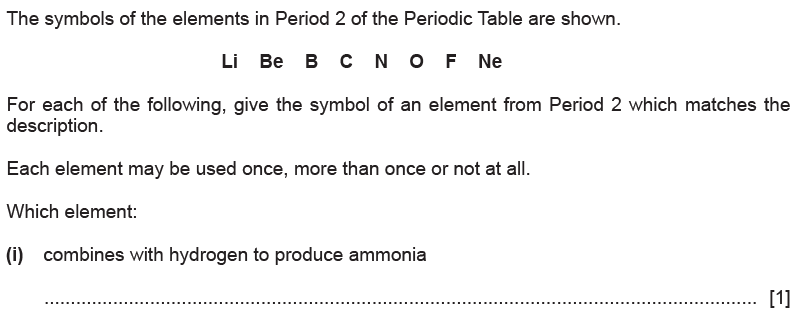 The symbols of the elements in Period 2 of the Periodic Table are shown.
Li Be B C N O F Ne
For each of the following, give the symbol of an element from Period 2 which matches the
description.
Each element may be used once, more than once or not at all.
Which element:
(i) combines with hydrogen to produce ammonia
.......................................................................................................................................... [1]